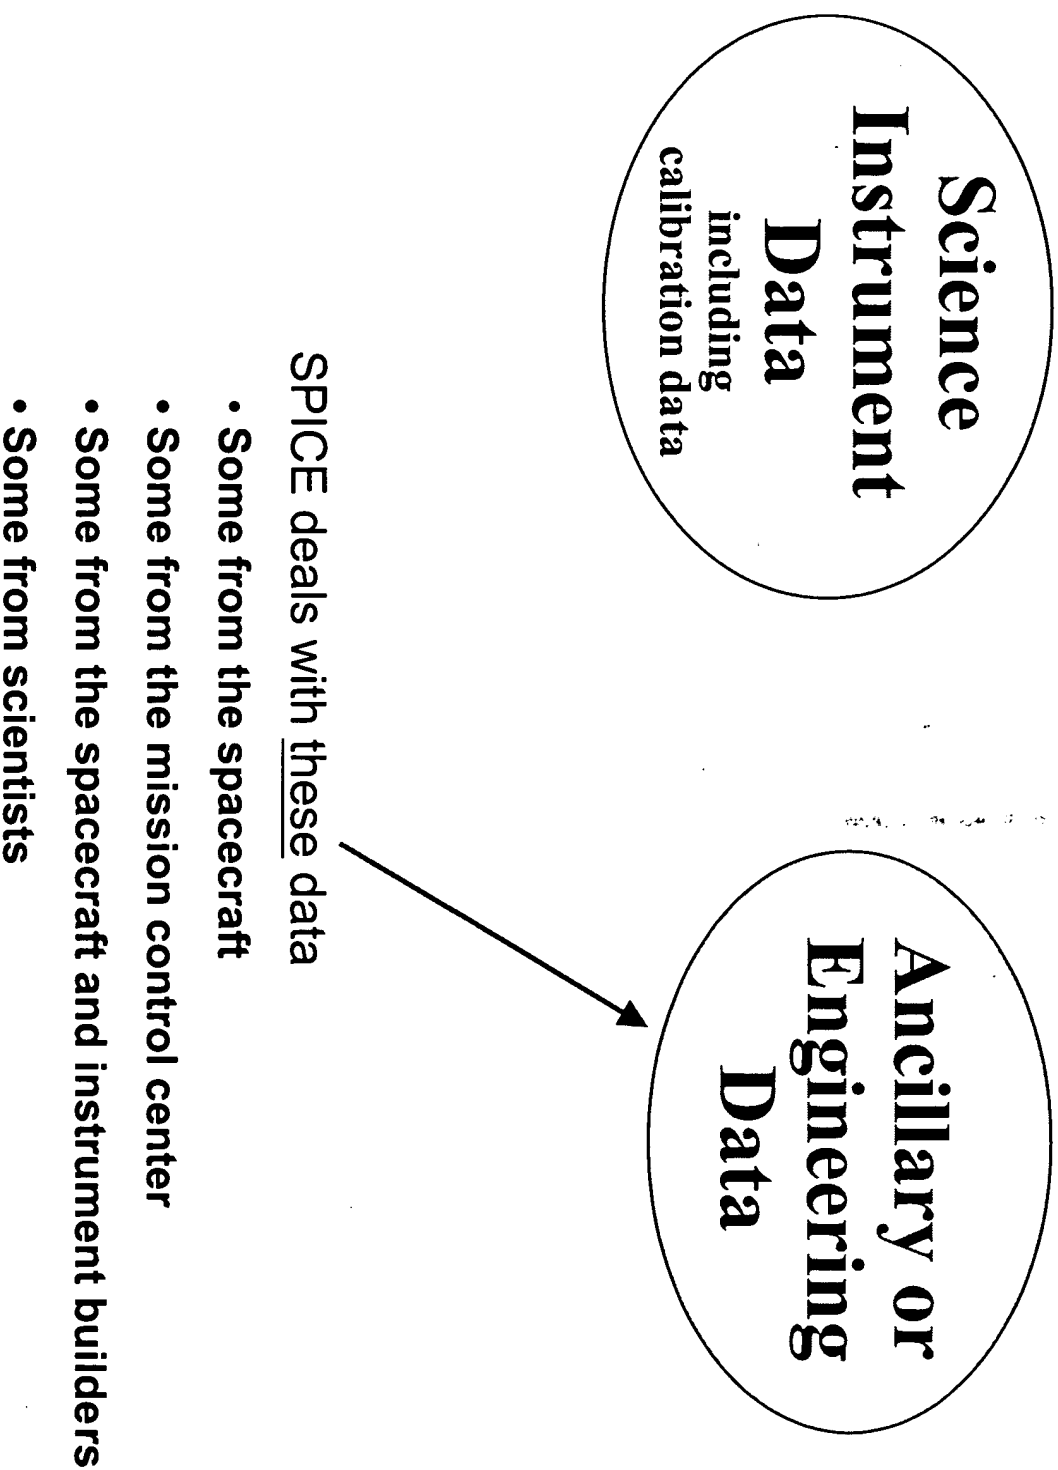 Science
Instrument
Data
including
calibration data
Ancillary or
Engineering
Data
SPICE deals with these data
• Some from the spacecraft
• Some from the mission control center
• Some from the spacecraft and instrument builders
• Some from scientists